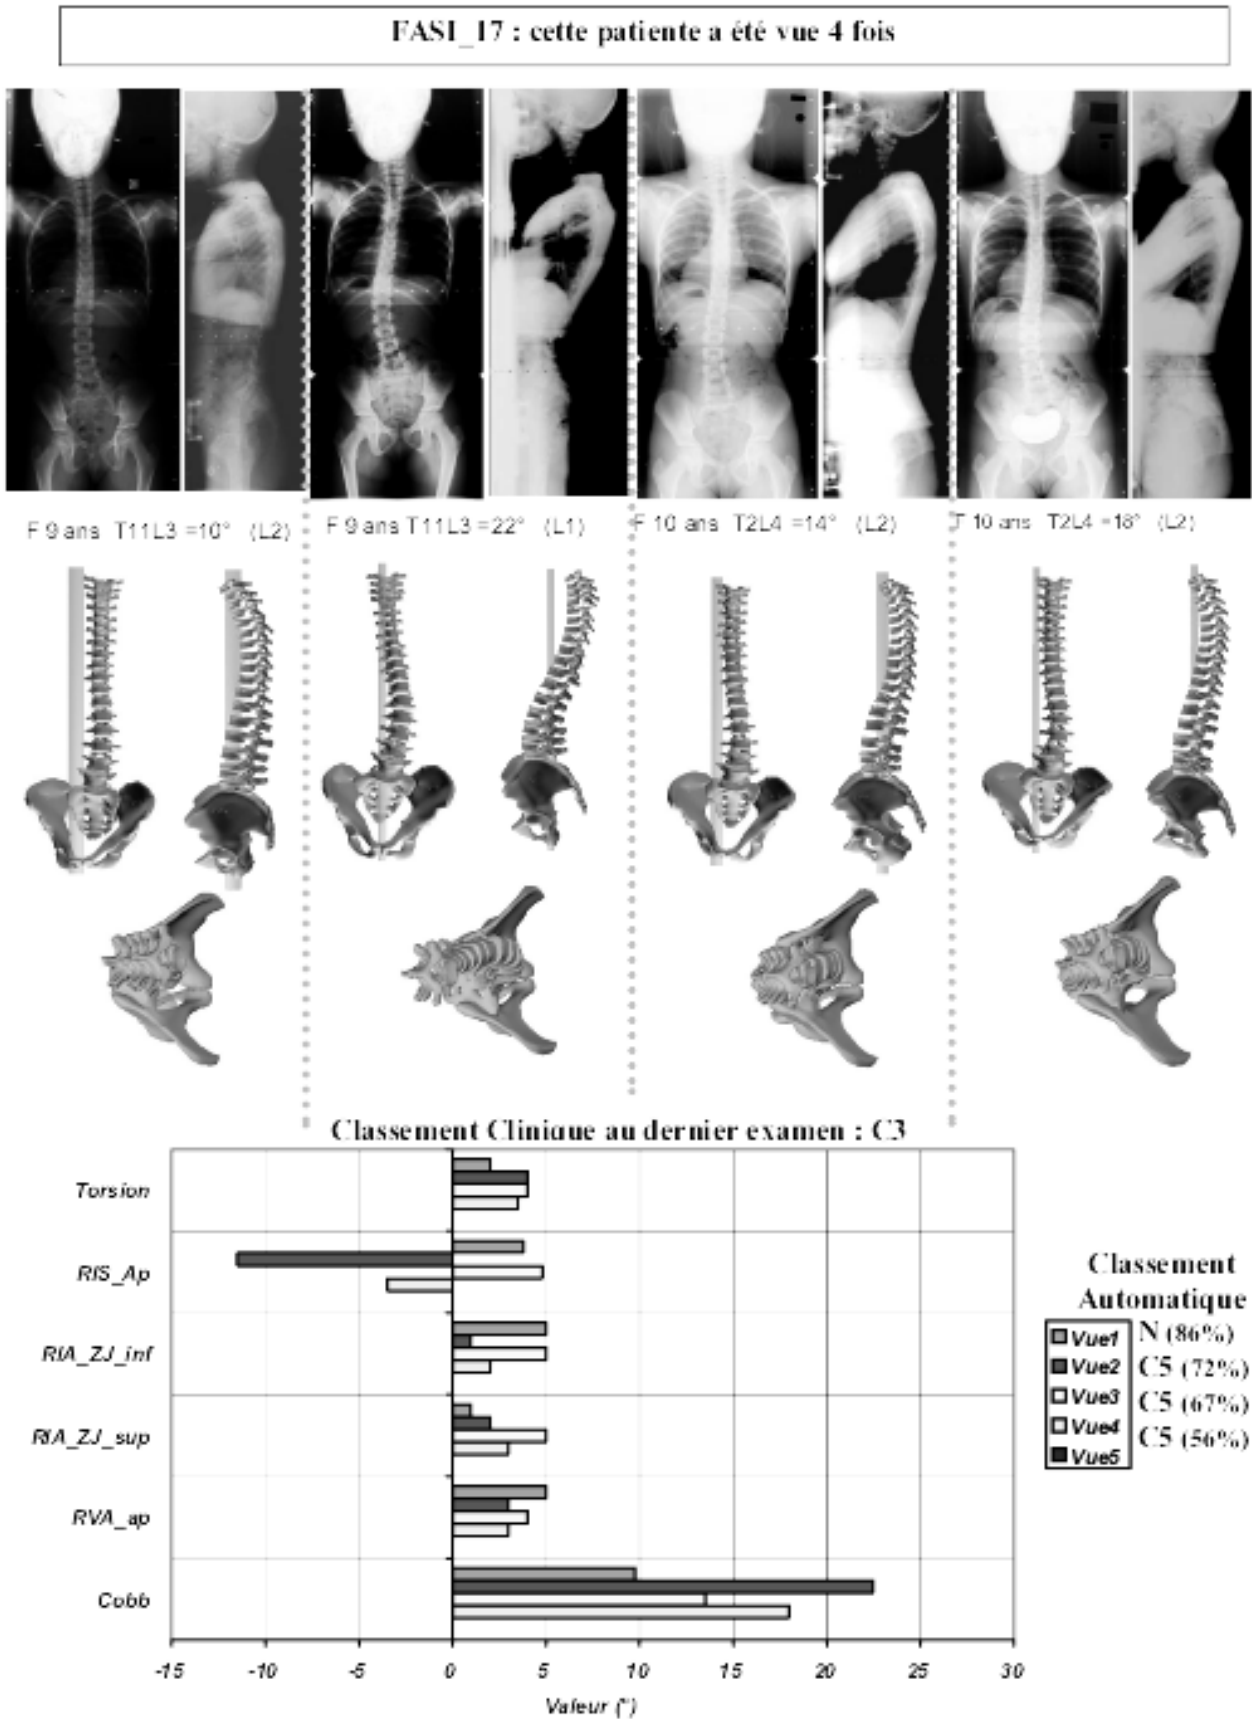 FASI_17 : cette patiente a été vue 4 fois
F 9 ans T11L3 =10° (L2)
F 9 ans T11L3 =22° (L1)
F 10 ans T2L4 =14° (L2)
F 10 ans T2L4 =18° (L2)
Classement Clinique au dernier examen : C3
Torsion
RIS_Ap
RIA_ZJ_inf
RIA_ZJ_sup
RVA_ap
Cobb
-15 -10 -5 0 5 10 15 20 25 30
Valeur (°)
Classement
Automatique
Vue1 N (86%)
Vue2 C5 (72%)
Vue3 C5 (67%)
Vue4 C5 (56%)
Vue5